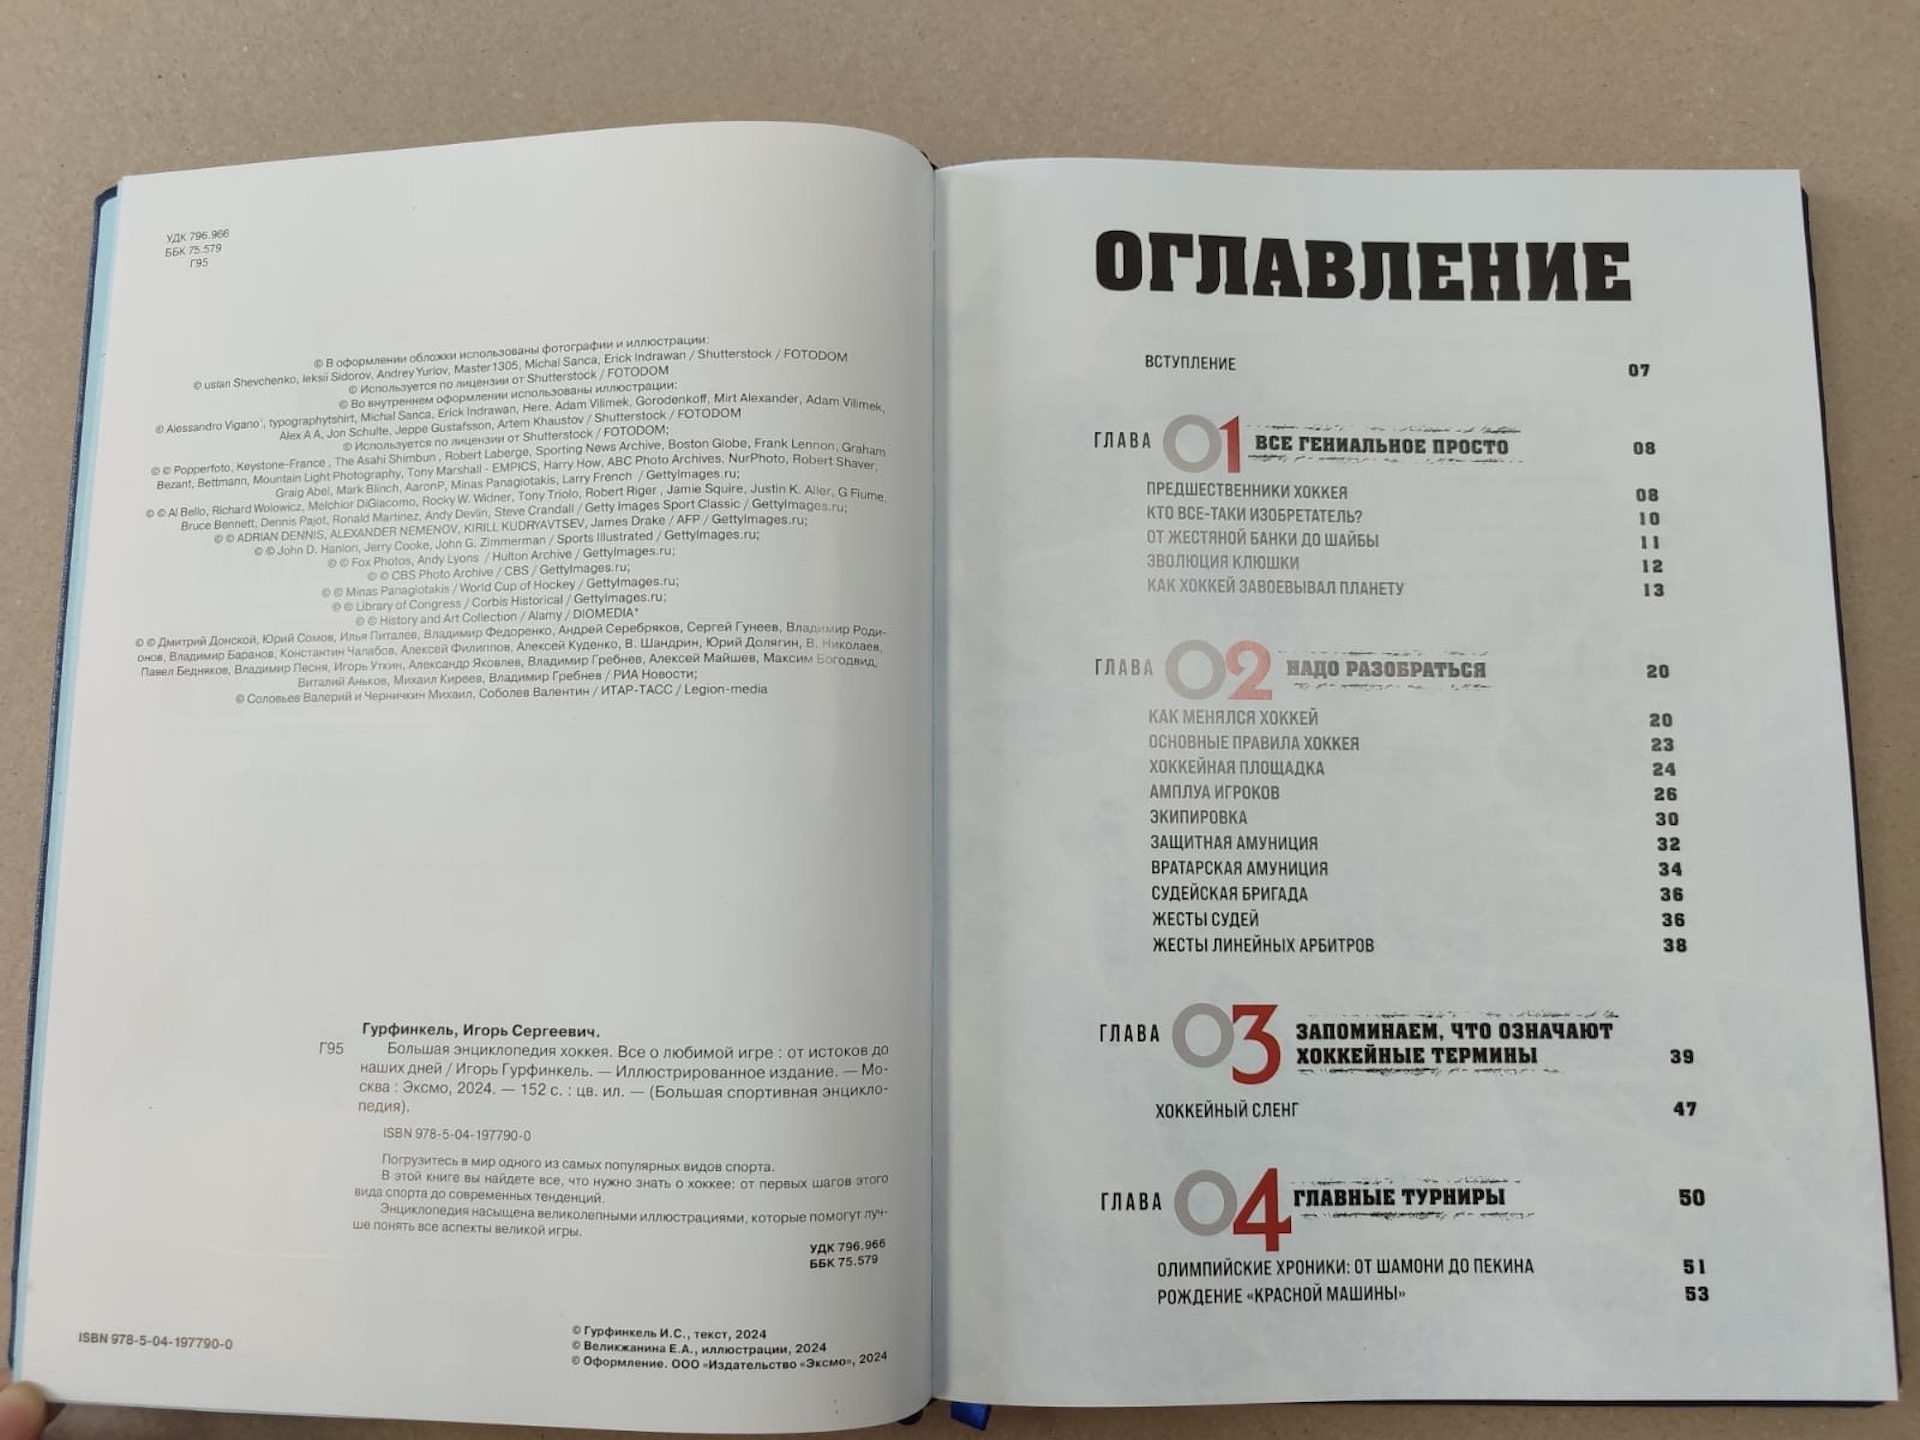 УДК 796.966
ББК 75.579
Г95
© В оформлении обложки использованы фотографии и иллюстрации:
© uslan Shevchenko, leksii Sidorov, Andrey Yurlov, Master1305, Michal Sanca, Erick Indrawan / Shutterstock / FOTODOM
© Используется по лицензии от Shutterstock / FOTODOM
© Во внутреннем оформлении использованы иллюстрации:
© Alessandro Vigano', typographytshirt, Michal Sanca, Erick Indrawan, Here, Adam Vilimek, Gorodenkoff, Mirt Alexander, Adam Vilimek,
Alex A A, Jon Schulte, Jeppe Gustafsson, Artem Khaustov / Shutterstock / FOTODOM
© Используется по лицензии от Shutterstock / FOTODOM;
© © Popperfoto, Keystone-France , The Asahi Shimbun , Robert Laberge, Sporting News Archive, Boston Globe, Frank Lennon, Graham
Bezant, Bettmann, Mountain Light Photography, Tony Marshall - EMPICS, Harry How, ABC Photo Archives, NurPhoto, Robert Shaver,
Graig Abel, Mark Blinch, AaronP, Minas Panagiotakis, Larry French / GettyImages.ru;
© © Al Bello, Richard Wolowicz, Melchior DiGiacomo, Rocky W. Widner, Tony Triolo, Robert Riger , Jamie Squire, Justin K. Aller, G Fiume,
Bruce Bennett, Dennis Pajot, Ronald Martinez, Andy Devlin, Steve Crandall / Getty Images Sport Classic / GettyImages.ru;
© © ADRIAN DENNIS, ALEXANDER NEMENOV, KIRILL KUDRYAVTSEV, James Drake / AFP / GettyImages.ru;
© © John D. Hanlon, Jerry Cooke, John G. Zimmerman / Sports Illustrated / GettyImages.ru;
© © Fox Photos, Andy Lyons / Hulton Archive / GettyImages.ru;
© © CBS Photo Archive / CBS / GettyImages.ru;
© © Minas Panagiotakis / World Cup of Hockey / GettyImages.ru;
© © Library of Congress / Corbis Historical / GettyImages.ru;
© © History and Art Collection / Alamy / DIOMEDIA"
© © Дмитрий Донской, Юрий Сомов, Илья Питалев, Владимир Федоренко, Андрей Серебряков, Сергей Гунеев, Владимир Роди-
онов, Владимир Баранов, Константин Чалабов, Алексей Филиппов, Алексей Куденко, В. Шандрин, Юрий Долягин, В. Николаев,
Павел Бедняков, Владимир Песня, Игорь Уткин, Александр Яковлев, Владимир Гребнев, Алексей Майшев, Максим Богодвид,
Виталий Аньков, Михаил Киреев, Владимир Гребнев / РИА Новости;
© Соловьев Валерий и Черничкин Михаил, Соболев Валентин / ИТАР-ТАСС / Legion-media
Гурфинкель, Игорь Сергеевич.
Г95 Большая энциклопедия хоккея. Все о любимой игре : от истоков до
наших дней / Игорь Гурфинкель. — Иллюстрированное издание. — Мо-
сква : Эксмо, 2024. — 152 с. : цв. ил. — (Большая спортивная энцикло-
педия).
ISBN 978-5-04-197790-0
Погрузитесь в мир одного из самых популярных видов спорта.
В этой книге вы найдете все, что нужно знать о хоккее: от первых шагов этого
вида спорта до современных тенденций.
Энциклопедия насыщена великолепными иллюстрациями, которые помогут луч-
ше понять все аспекты великой игры.
УДК 796.966
ББК 75.579
ISBN 978-5-04-197790-0
© Гурфинкель И.С., текст, 2024
© Великжанина Е.А., иллюстрации, 2024
© Оформление. ООО «Издательство «Эксмо», 2024
ОГЛАВЛЕНИЕ
ВСТУПЛЕНИЕ 07
ГЛАВА 01 ВСЕ ГЕНИАЛЬНОЕ ПРОСТО 08
ПРЕДШЕСТВЕННИКИ ХОККЕЯ 08
КТО ВСЕ-ТАКИ ИЗОБРЕТАТЕЛЬ? 10
ОТ ЖЕСТЯНОЙ БАНКИ ДО ШАЙБЫ 11
ЭВОЛЮЦИЯ КЛЮШКИ 12
КАК ХОККЕЙ ЗАВОЕВЫВАЛ ПЛАНЕТУ 13
ГЛАВА 02 НАДО РАЗОБРАТЬСЯ 20
КАК МЕНЯЛСЯ ХОККЕЙ 20
ОСНОВНЫЕ ПРАВИЛА ХОККЕЯ 23
ХОККЕЙНАЯ ПЛОЩАДКА 24
АМПЛУА ИГРОКОВ 26
ЭКИПИРОВКА 30
ЗАЩИТНАЯ АМУНИЦИЯ 32
ВРАТАРСКАЯ АМУНИЦИЯ 34
СУДЕЙСКАЯ БРИГАДА 36
ЖЕСТЫ СУДЕЙ 36
ЖЕСТЫ ЛИНЕЙНЫХ АРБИТРОВ 38
ГЛАВА 03 ЗАПОМИНАЕМ, ЧТО ОЗНАЧАЮТ
ХОККЕЙНЫЕ ТЕРМИНЫ 39
ХОККЕЙНЫЙ СЛЕНГ 47
ГЛАВА 04 ГЛАВНЫЕ ТУРНИРЫ 50
ОЛИМПИЙСКИЕ ХРОНИКИ: ОТ ШАМОНИ ДО ПЕКИНА 51
РОЖДЕНИЕ «КРАСНОЙ МАШИНЫ» 53